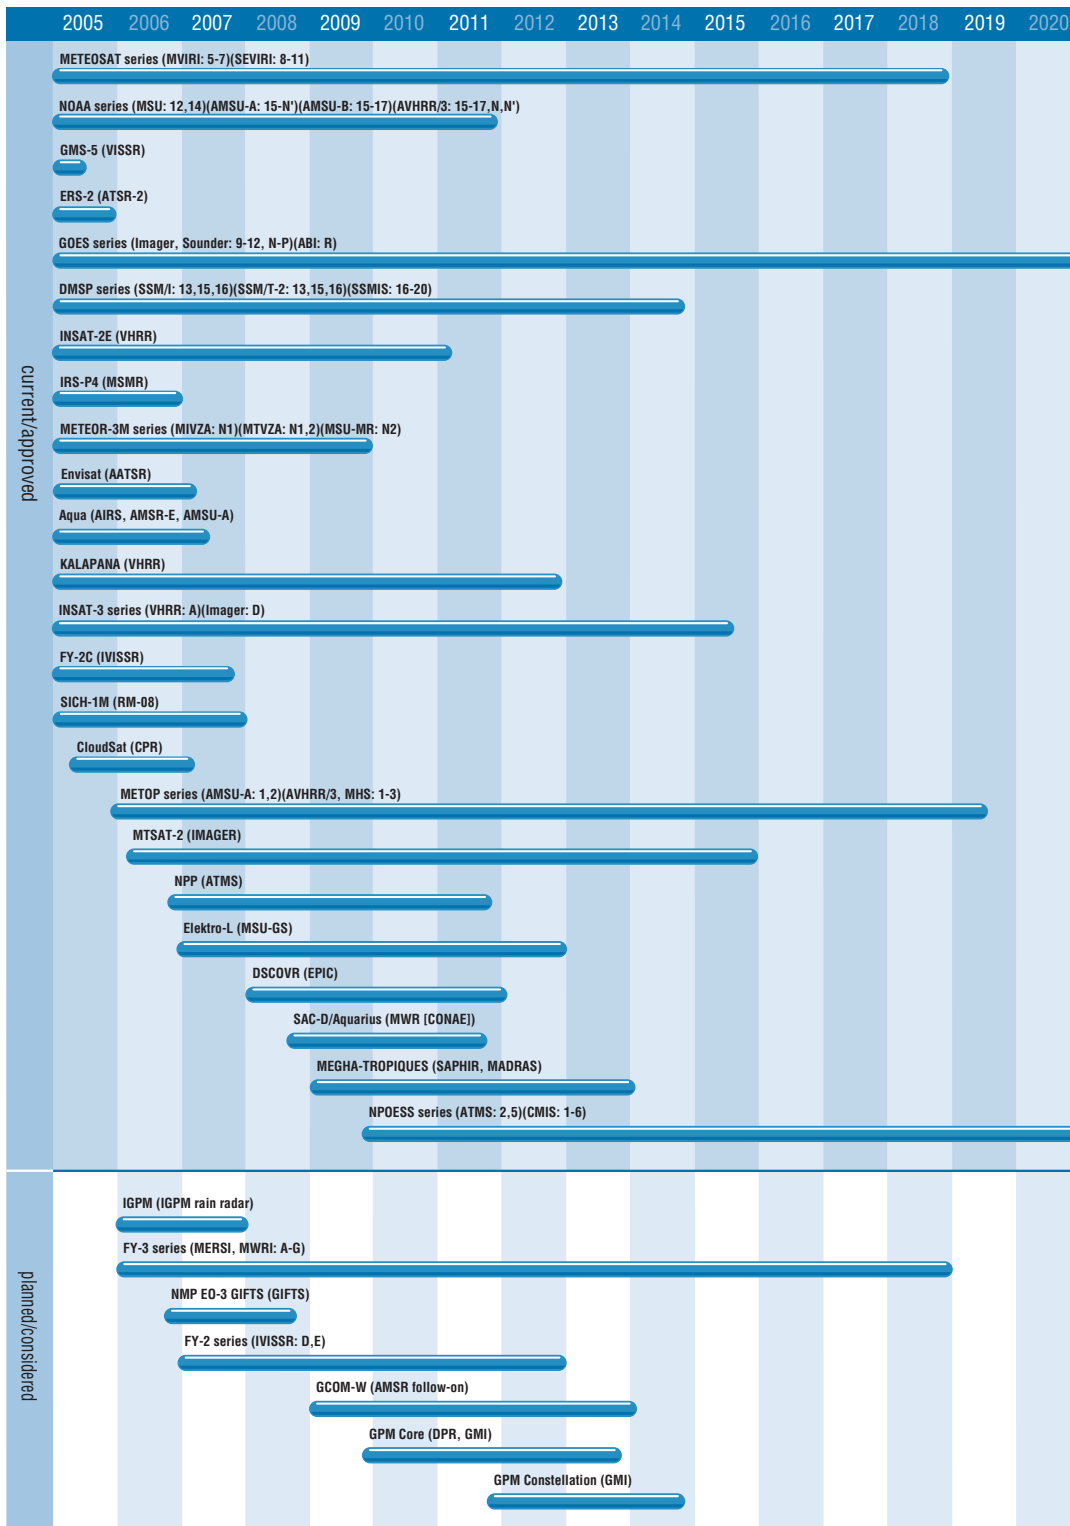 2005 2006 2007 2008 2009 2010 2011 2012 2013 2014 2015 2016 2017 2018 2019 2020
current/approved
METEOSAT series (MVIRI: 5-7)(SEVIRI: 8-11)
NOAA series (MSU: 12,14)(AMSU-A: 15-N')(AMSU-B: 15-17)(AVHRR/3: 15-17,N,N')
GMS-5 (VISSR)
ERS-2 (ATSR-2)
GOES series (Imager, Sounder: 9-12, N-P)(ABI: R)
DMSP series (SSM/I: 13,15,16)(SSM/T-2: 13,15,16)(SSMIS: 16-20)
INSAT-2E (VHRR)
IRS-P4 (MSMR)
METEOR-3M series (MIVZA: N1)(MTVZA: N1,2)(MSU-MR: N2)
Envisat (AATSR)
Aqua (AIRS, AMSR-E, AMSU-A)
KALAPANA (VHRR)
INSAT-3 series (VHRR: A)(Imager: D)
FY-2C (IVISSR)
SICH-1M (RM-08)
CloudSat (CPR)
METOP series (AMSU-A: 1,2)(AVHRR/3, MHS: 1-3)
MTSAT-2 (IMAGER)
NPP (ATMS)
Elektro-L (MSU-GS)
DSCOVR (EPIC)
SAC-D/Aquarius (MWR [CONAE])
MEGHA-TROPIQUES (SAPHIR, MADRAS)
NPOESS series (ATMS: 2,5)(CMIS: 1-6)
planned/considered
IGPM (IGPM rain radar)
FY-3 series (MERSI, MWRI: A-G)
NMP EO-3 GIFTS (GIFTS)
FY-2 series (IVISSR: D,E)
GCOM-W (AMSR follow-on)
GPM Core (DPR, GMI)
GPM Constellation (GMI)